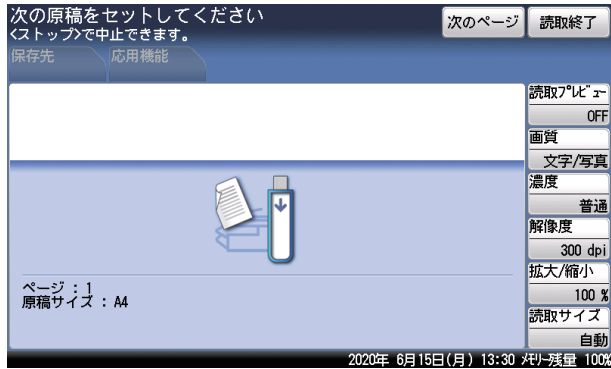 次の原稿をセットしてください
<ストップ>で中止できます。
次のページ
読取終了
保存先
応用機能
読取プレビュー
OFF
画質
文字/写真
濃度
普通
解像度
300 dpi
拡大/縮小
100 %
読取サイズ
自動
ページ : 1
原稿サイズ : A4
2020年 6月15日(月) 13:30 メモリー残量 100%